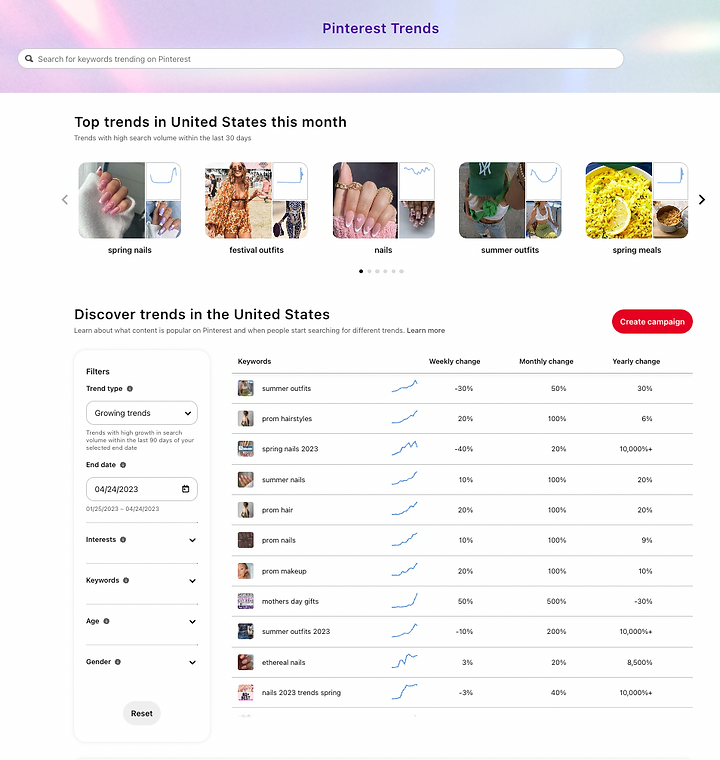 Pinterest Trends
Search for keywords trending on Pinterest
Top trends in United States this month
Trends with high search volume within the last 30 days
spring nails
festival outfits
nails
summer outfits
spring meals
Discover trends in the United States
Learn about what content is popular on Pinterest and when people start searching for different trends. Learn more
Create campaign
Filters
Trend type
Growing trends
Trends with high growth in search
volume within the last 90 days of your
selected end date
End date
04/24/2023
01/25/2023 – 04/24/2023
Interests
Keywords
Age
Gender
Reset
Keywords Weekly change Monthly change Yearly change
summer outfits -30% 50% 30%
prom hairstyles 20% 100% 6%
spring nails 2023 -40% 20% 10,000%+
summer nails 10% 100% 20%
prom hair 20% 100% 20%
prom nails 10% 100% 9%
prom makeup 20% 100% 10%
mothers day gifts 50% 500% -30%
summer outfits 2023 -10% 200% 10,000%+
ethereal nails 3% 20% 8,500%
nails 2023 trends spring -3% 40% 10,000%+